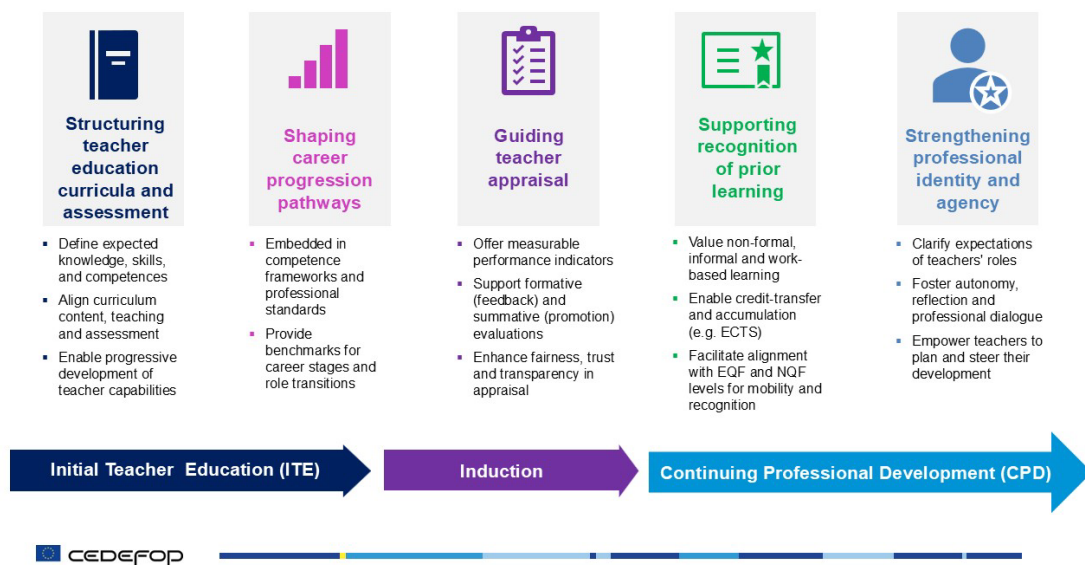 Structuring
teacher
education
curricula and
assessment
▪ Define expected
knowledge, skills,
and competences
▪ Align curriculum
content, teaching
and assessment
▪ Enable progressive
development of
teacher capabilities
Shaping
career
progression
pathways
▪ Embedded in
competence
frameworks and
professional
standards
▪ Provide
benchmarks for
career stages and
role transitions
Guiding
teacher
appraisal
▪ Offer measurable
performance indicators
▪ Support formative
(feedback) and
summative (promotion)
evaluations
▪ Enhance fairness, trust
and transparency in
appraisal
Supporting
recognition
of prior
learning
▪ Value non-formal,
informal and work-
based learning
▪ Enable credit-transfer
and accumulation
(e.g. ECTS)
▪ Facilitate alignment
with EQF and NQF
levels for mobility and
recognition
Strengthening
professional
identity and
agency
▪ Clarify expectations
of teachers' roles
▪ Foster autonomy,
reflection and
professional dialogue
▪ Empower teachers to
plan and steer their
development
Initial Teacher Education (ITE)
Induction
Continuing Professional Development (CPD)
CEDEFOP